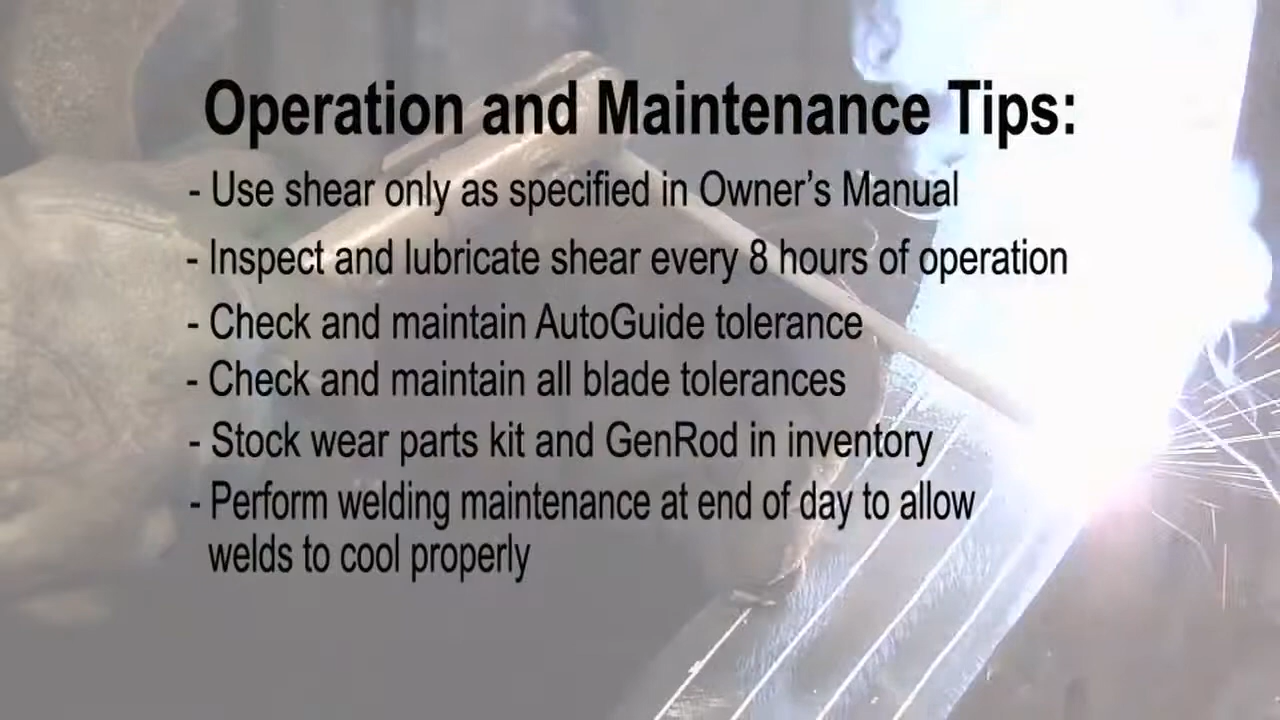 Operation and Maintenance Tips:
- Use shear only as specified in Owner's Manual
- Inspect and lubricate shear every 8 hours of operation
- Check and maintain AutoGuide tolerance
- Check and maintain all blade tolerances
- Stock wear parts kit and GenRod in inventory
- Perform welding maintenance at end of day to allow
welds to cool properly